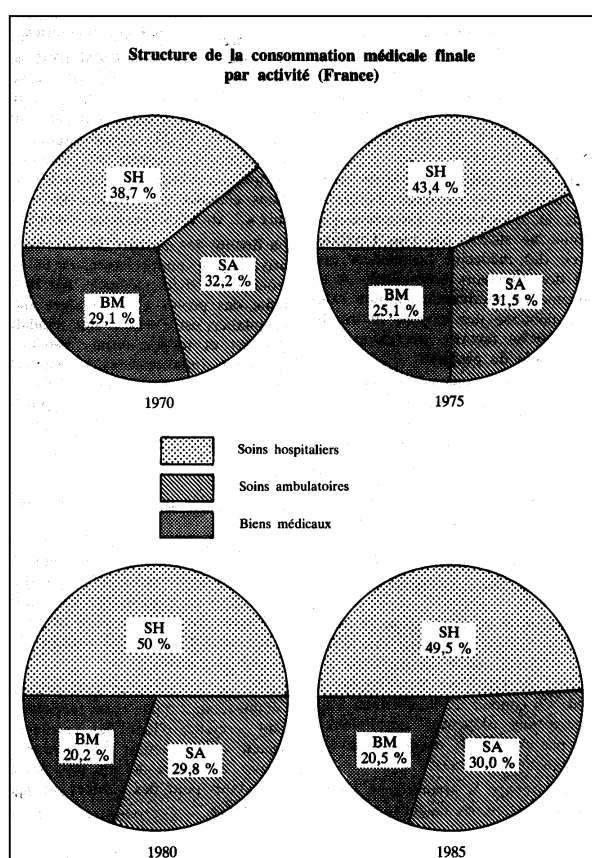 Structure de la consommation médicale finale
par activité (France)
SH
38,7 %
SA
32,2 %
BM
29,1 %
1970
SH
43,4 %
SA
31,5 %
BM
25,1 %
1975
Soins hospitaliers
Soins ambulatoires
Biens médicaux
SH
50 %
BM
20,2 %
SA
29,8 %
1980
SH
49,5 %
BM
20,5 %
SA
30,0 %
1985